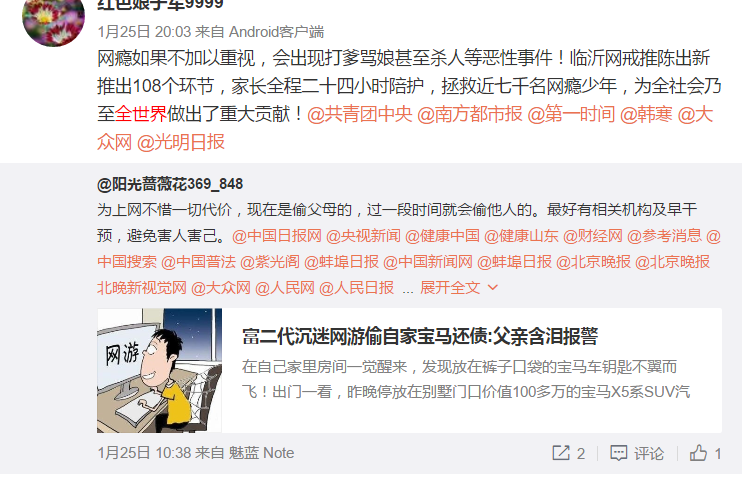 红色娘子军9999
1月25日 20:03 来自 Android客户端
网瘾如果不加以重视，会出现打爹骂娘甚至杀人等恶性事件！临沂网戒推陈出新
推出108个环节，家长全程二十四小时陪护，拯救近七千名网瘾少年，为全社会乃
至全世界做出了重大贡献！@共青团中央 @南方都市报 @第一时间 @韩寒 @大
众网 @光明日报
@阳光蔷薇花369_848
为上网不惜一切代价，现在是偷父母的，过一段时间就会偷他人的。最好有相关机构及早干
预，避免害人害己。@中国日报网 @央视新闻 @健康中国 @健康山东 @财经网 @参考消息 @
中国搜索 @中国普法 @紫光阁 @蚌埠日报 @中国新闻网 @蚌埠日报 @北京晚报 @北京晚报
北晚新视觉网 @大众网 @人民网 @人民日报 ... 展开全文
网游
富二代沉迷网游偷自家宝马还债:父亲含泪报警
在自己家里房间一觉醒来，发现放在裤子口袋的宝马车钥匙不翼而
飞！出门一看，昨晚停放在别墅门口价值100多万的宝马X5系SUV汽
1月25日 10:38 来自 魅蓝 Note
2 评论 1